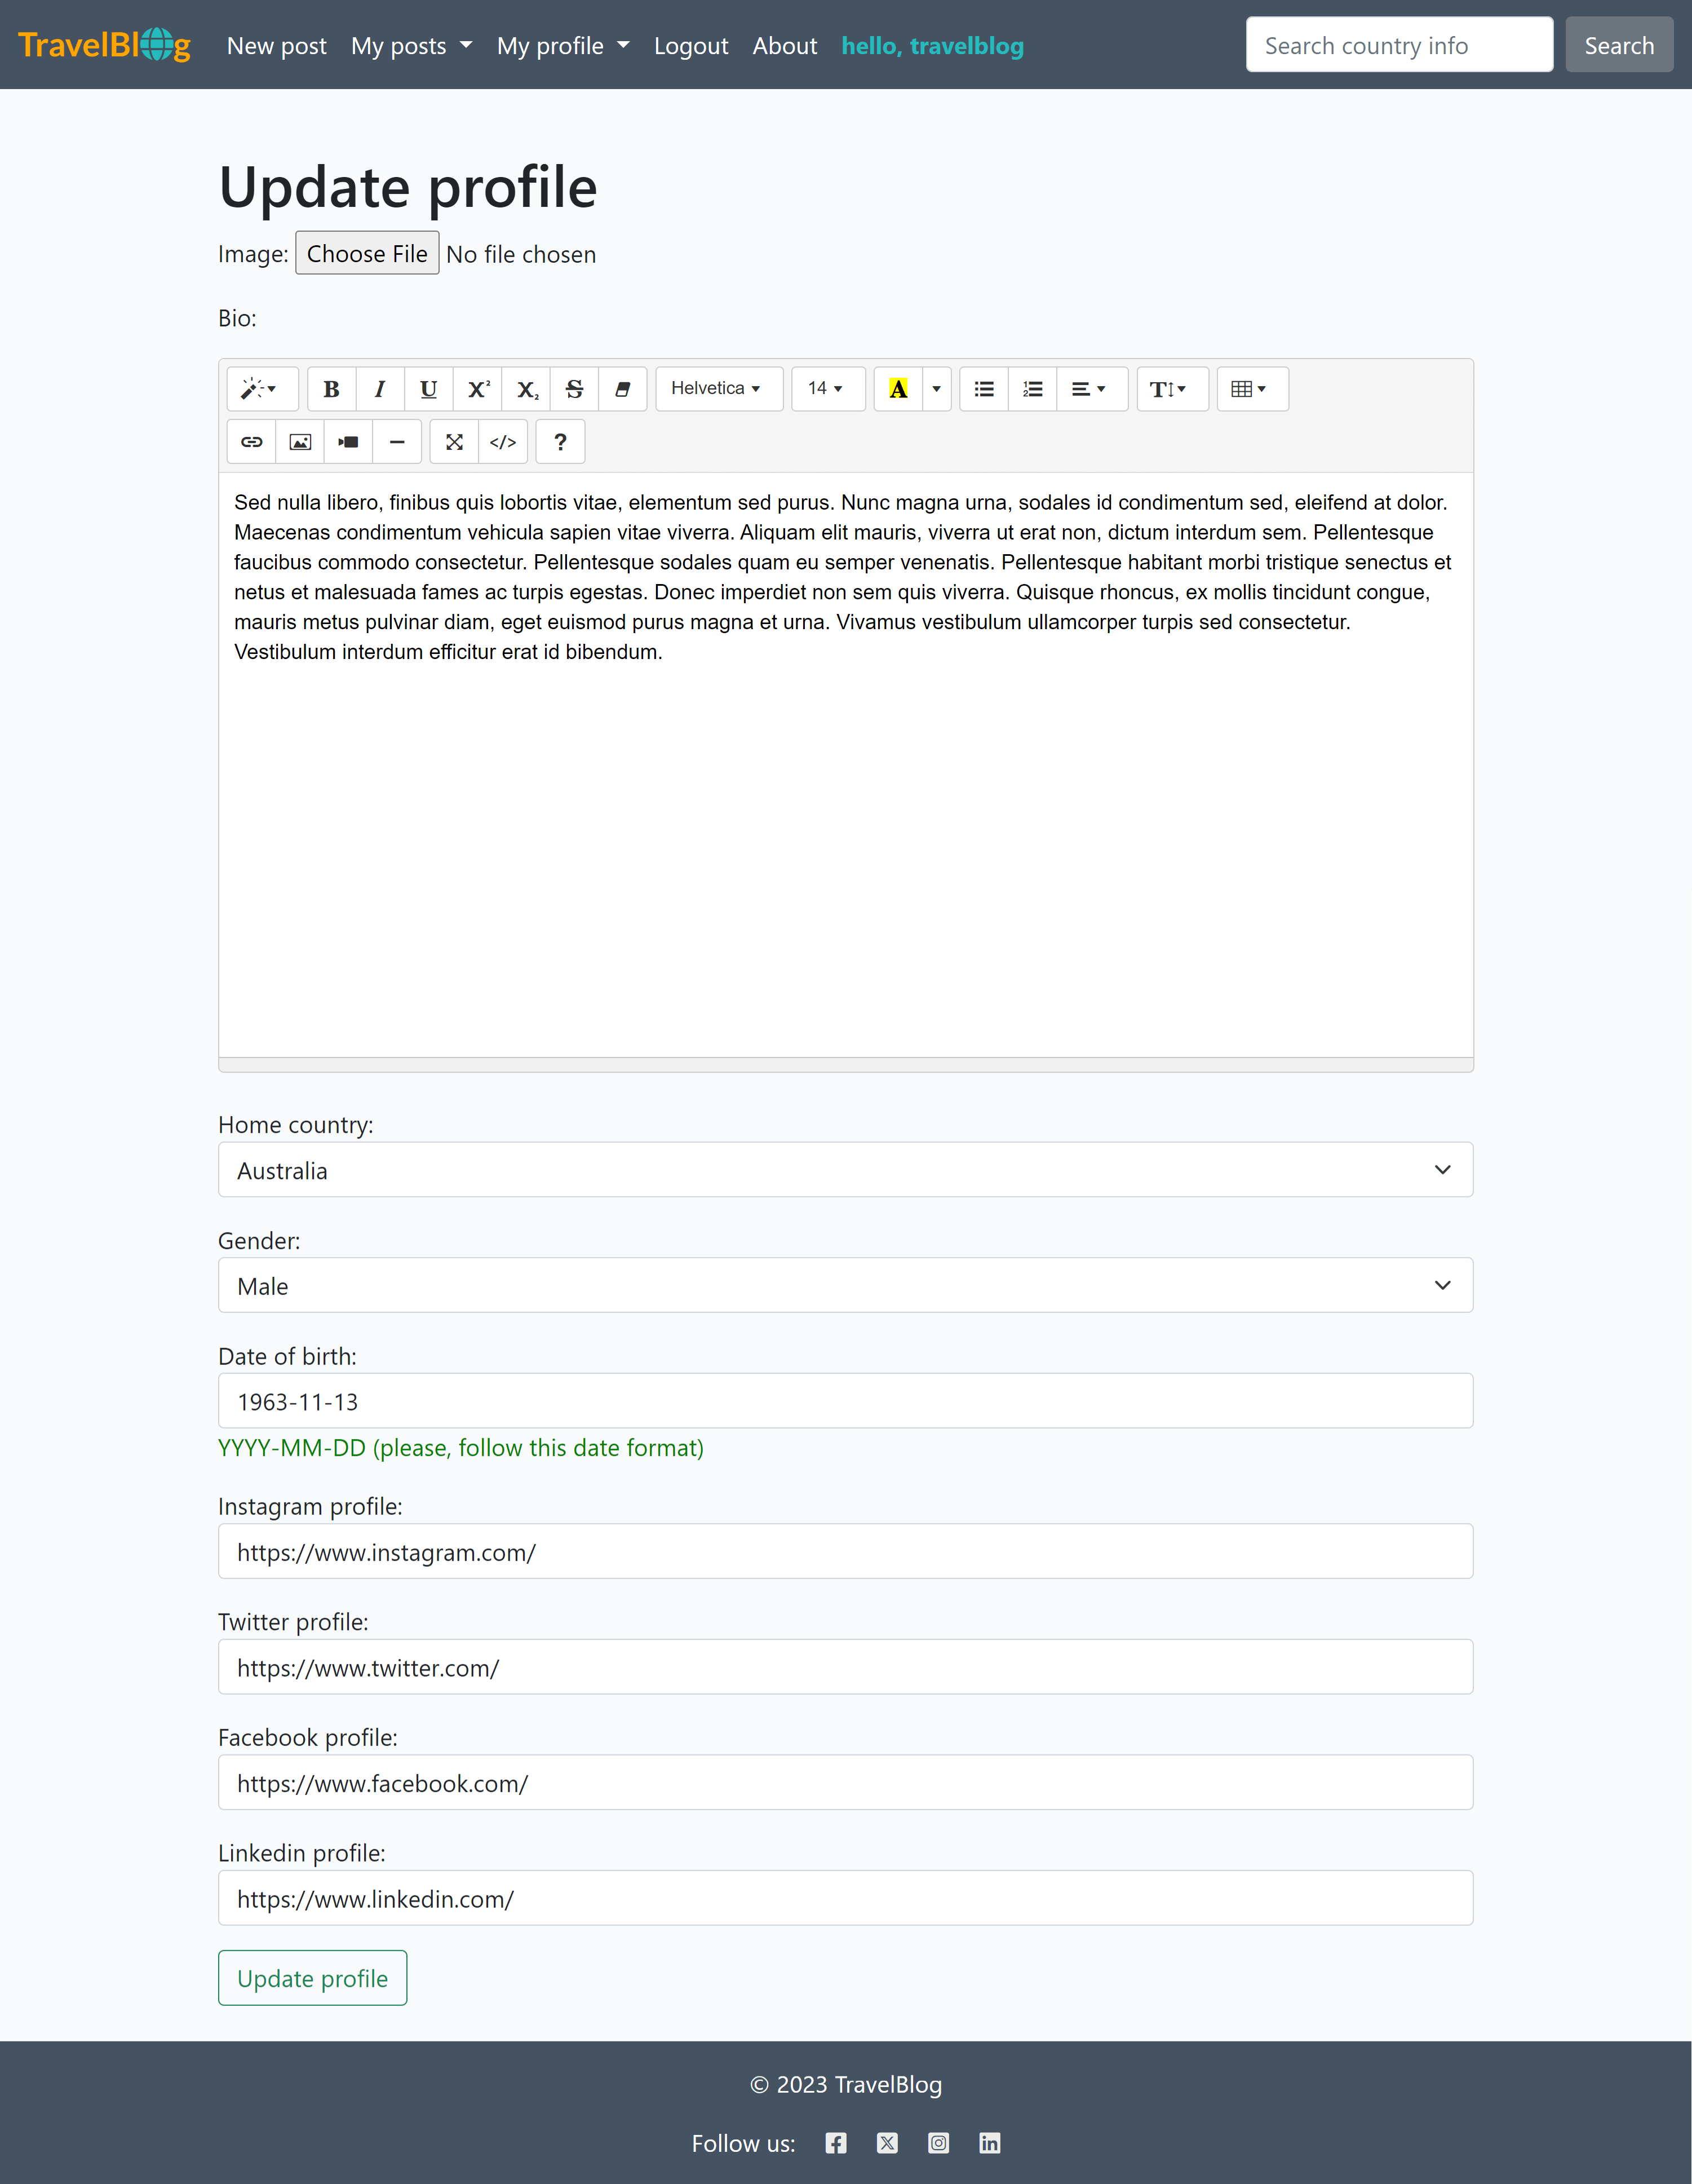 TravelBlog New post My posts My profile Logout About hello, travelblog Search country info Search
Update profile
Image: Choose File No file chosen
Bio:
B I U X² X₂ S Helvetica 14 A T
</> ?
Sed nulla libero, finibus quis lobortis vitae, elementum sed purus. Nunc magna urna, sodales id condimentum sed, eleifend at dolor.
Maecenas condimentum vehicula sapien vitae viverra. Aliquam elit mauris, viverra ut erat non, dictum interdum sem. Pellentesque
faucibus commodo consectetur. Pellentesque sodales quam eu semper venenatis. Pellentesque habitant morbi tristique senectus et
netus et malesuada fames ac turpis egestas. Donec imperdiet non sem quis viverra. Quisque rhoncus, ex mollis tincidunt congue,
mauris metus pulvinar diam, eget euismod purus magna et urna. Vivamus vestibulum ullamcorper turpis sed consectetur.
Vestibulum interdum efficitur erat id bibendum.
Home country:
Australia
Gender:
Male
Date of birth:
1963-11-13
YYYY-MM-DD (please, follow this date format)
Instagram profile:
https://www.instagram.com/
Twitter profile:
https://www.twitter.com/
Facebook profile:
https://www.facebook.com/
Linkedin profile:
https://www.linkedin.com/
Update profile
© 2023 TravelBlog
Follow us: